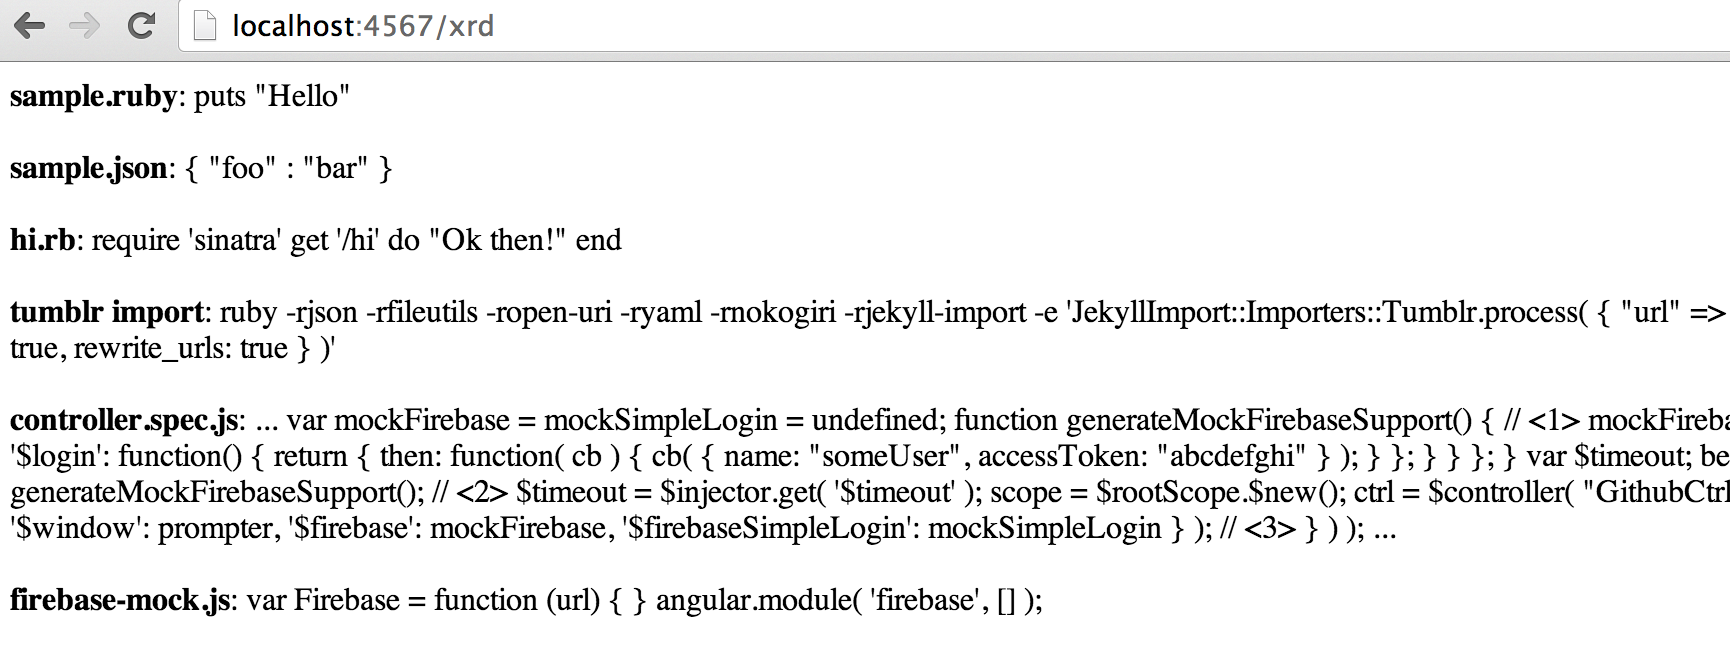 localhost:4567/xrd
sample.ruby: puts "Hello"
sample.json: { "foo" : "bar" }
hi.rb: require 'sinatra' get '/hi' do "Ok then!" end
tumblr import: ruby -rjson -rfileutils -ropen-uri -ryaml -rnokogiri -rjekyll-import -e 'JekyllImport::Importers::Tumblr.process( { "url" =>
true, rewrite_urls: true } )'
controller.spec.js: ... var mockFirebase = mockSimpleLogin = undefined; function generateMockFirebaseSupport() { // <1> mockFireba
'$login': function() { return { then: function( cb ) { cb( { name: "someUser", accessToken: "abcdefghi" } ); } }; } } }; } var $timeout; be
generateMockFirebaseSupport(); // <2> $timeout = $injector.get( '$timeout' ); scope = $rootScope.$new(); ctrl = $controller( "GithubCtrl
'$window': prompter, '$firebase': mockFirebase, '$firebaseSimpleLogin': mockSimpleLogin } ); // <3> } ) ); ...
firebase-mock.js: var Firebase = function (url) { } angular.module( 'firebase', [] );